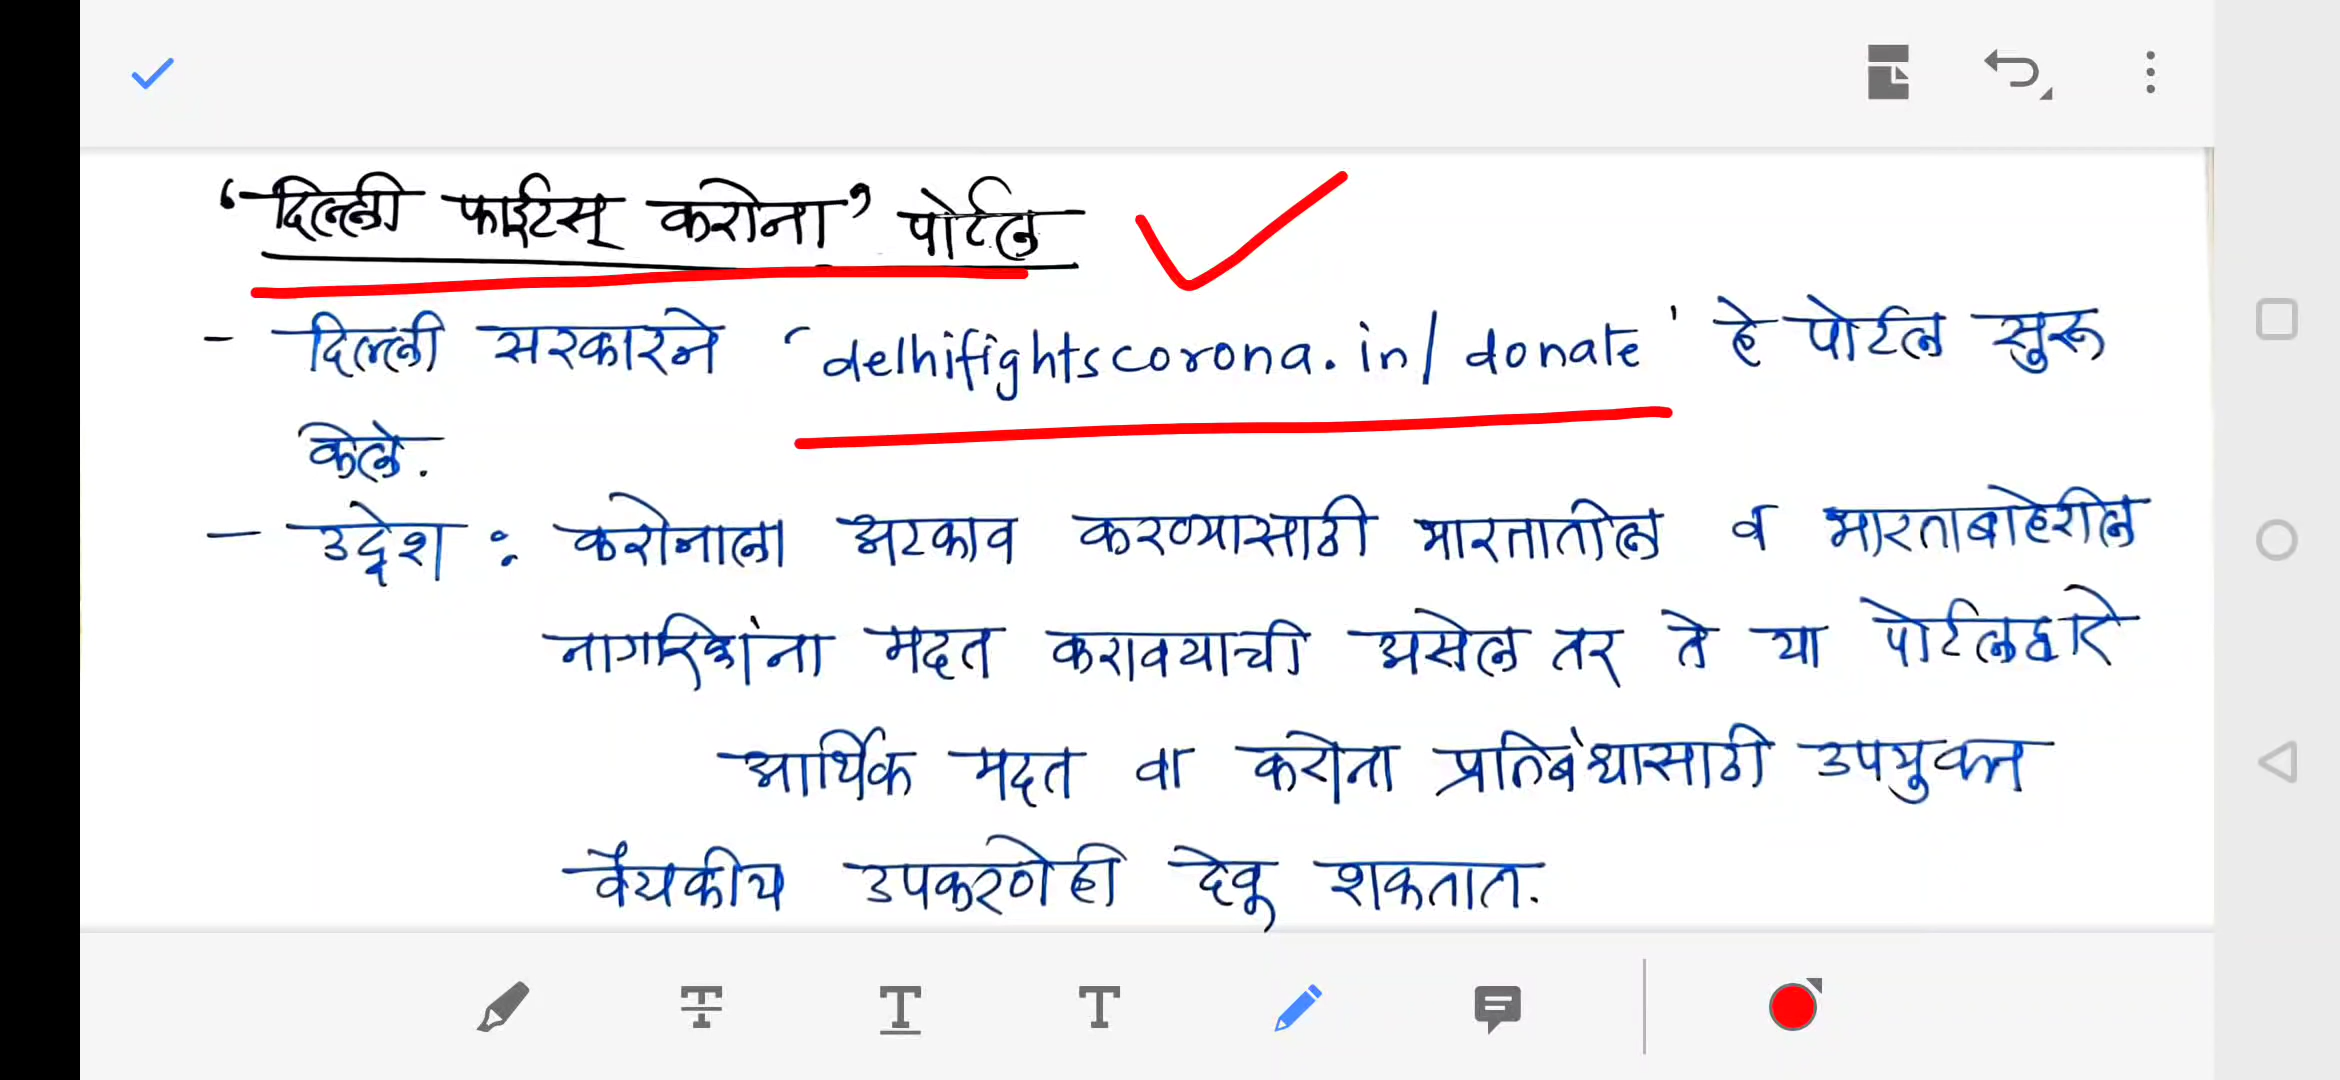 ‘दिल्ली फाईटस् करोना’ पोर्टल
- दिल्ली सरकारने ‘delhifightscorona.in/donate’ हे पोर्टल सुरू
केले.
- उद्देश : करोनाला अटकाव करण्यासाठी भारतातील व भारताबाहेरील
नागरिकांना मदत करावयाची असेल तर ते या पोर्टलद्वारे
आर्थिक मदत वा करोना प्रतिबंधासाठी उपयुक्त
वैद्यकीय उपकरणेही देवू शकतात.